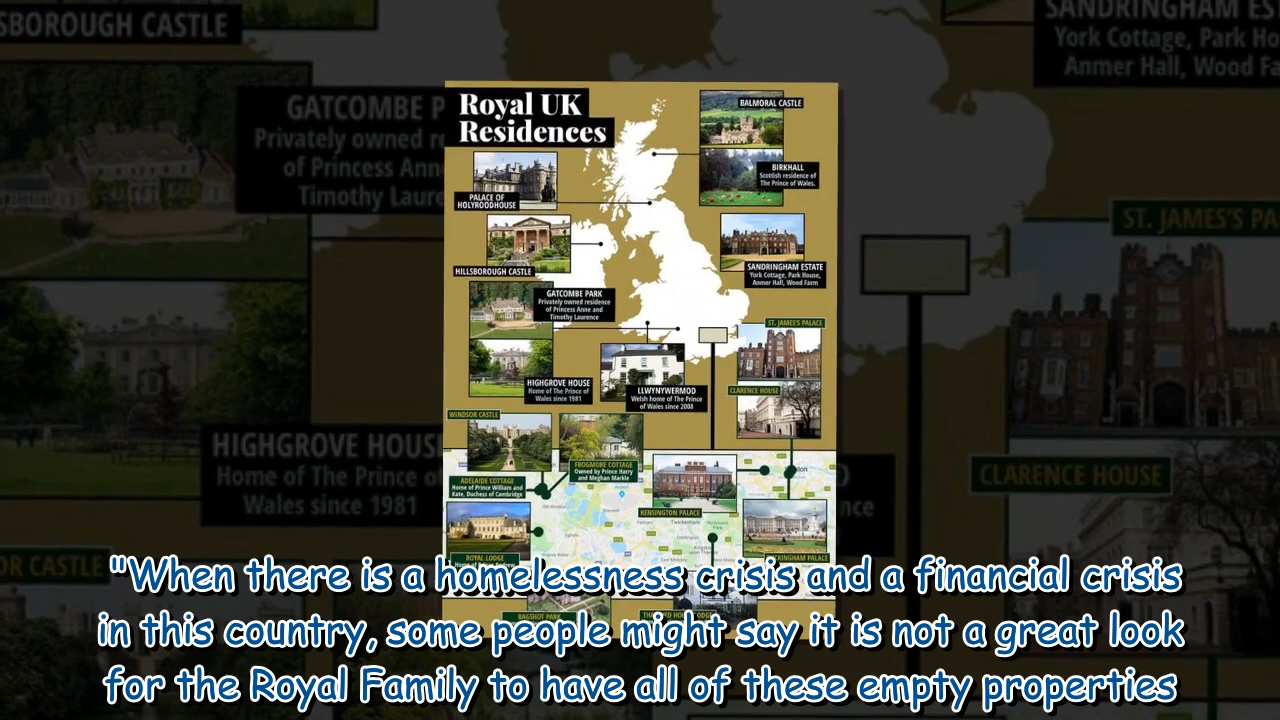 Royal UK
Residences
BALMORAL CASTLE
BIRKHALL
Scottish residence of
The Prince of Wales.
PALACE OF
HOLYROODHOUSE
HILLSBOROUGH CASTLE
SANDRINGHAM ESTATE
York Cottage, Park House,
Anmer Hall, Wood Farm
GATCOMBE PARK
Privately owned residence
of Princess Anne and
Timothy Laurence
ST. JAMES'S PALACE
HIGHGROVE HOUSE
Home of The Prince of
Wales since 1981
LLWYNYWERMOD
Welsh home of The Prince
of Wales since 2008
CLARENCE HOUSE
WINDSOR CASTLE
FROGMORE COTTAGE
Owned by Prince Harry
and Meghan Markle
ADELAIDE COTTAGE
Home of Prince William and
Kate, Duchess of Cambridge
KENSINGTON PALACE
ROYAL LODGE
CKINGHAM PALACE
BAGSHOT PARK
SBOROUGH CASTLE
GATCOMBE P
Privately owned r
of Princess Ann
Timothy Laure
HIGHGROVE HOUS
Home of The Prince o
Wales since 1981
OR CAST
SANDRINGHAM ES
York Cottage, Park Ho
Anmer Hall, Wood Fa
ST. JAMES'S PA
CLARENCE HOUSE
"When there is a homelessness crisis and a financial crisis
in this country, some people might say it is not a great look
for the Royal Family to have all of these empty properties